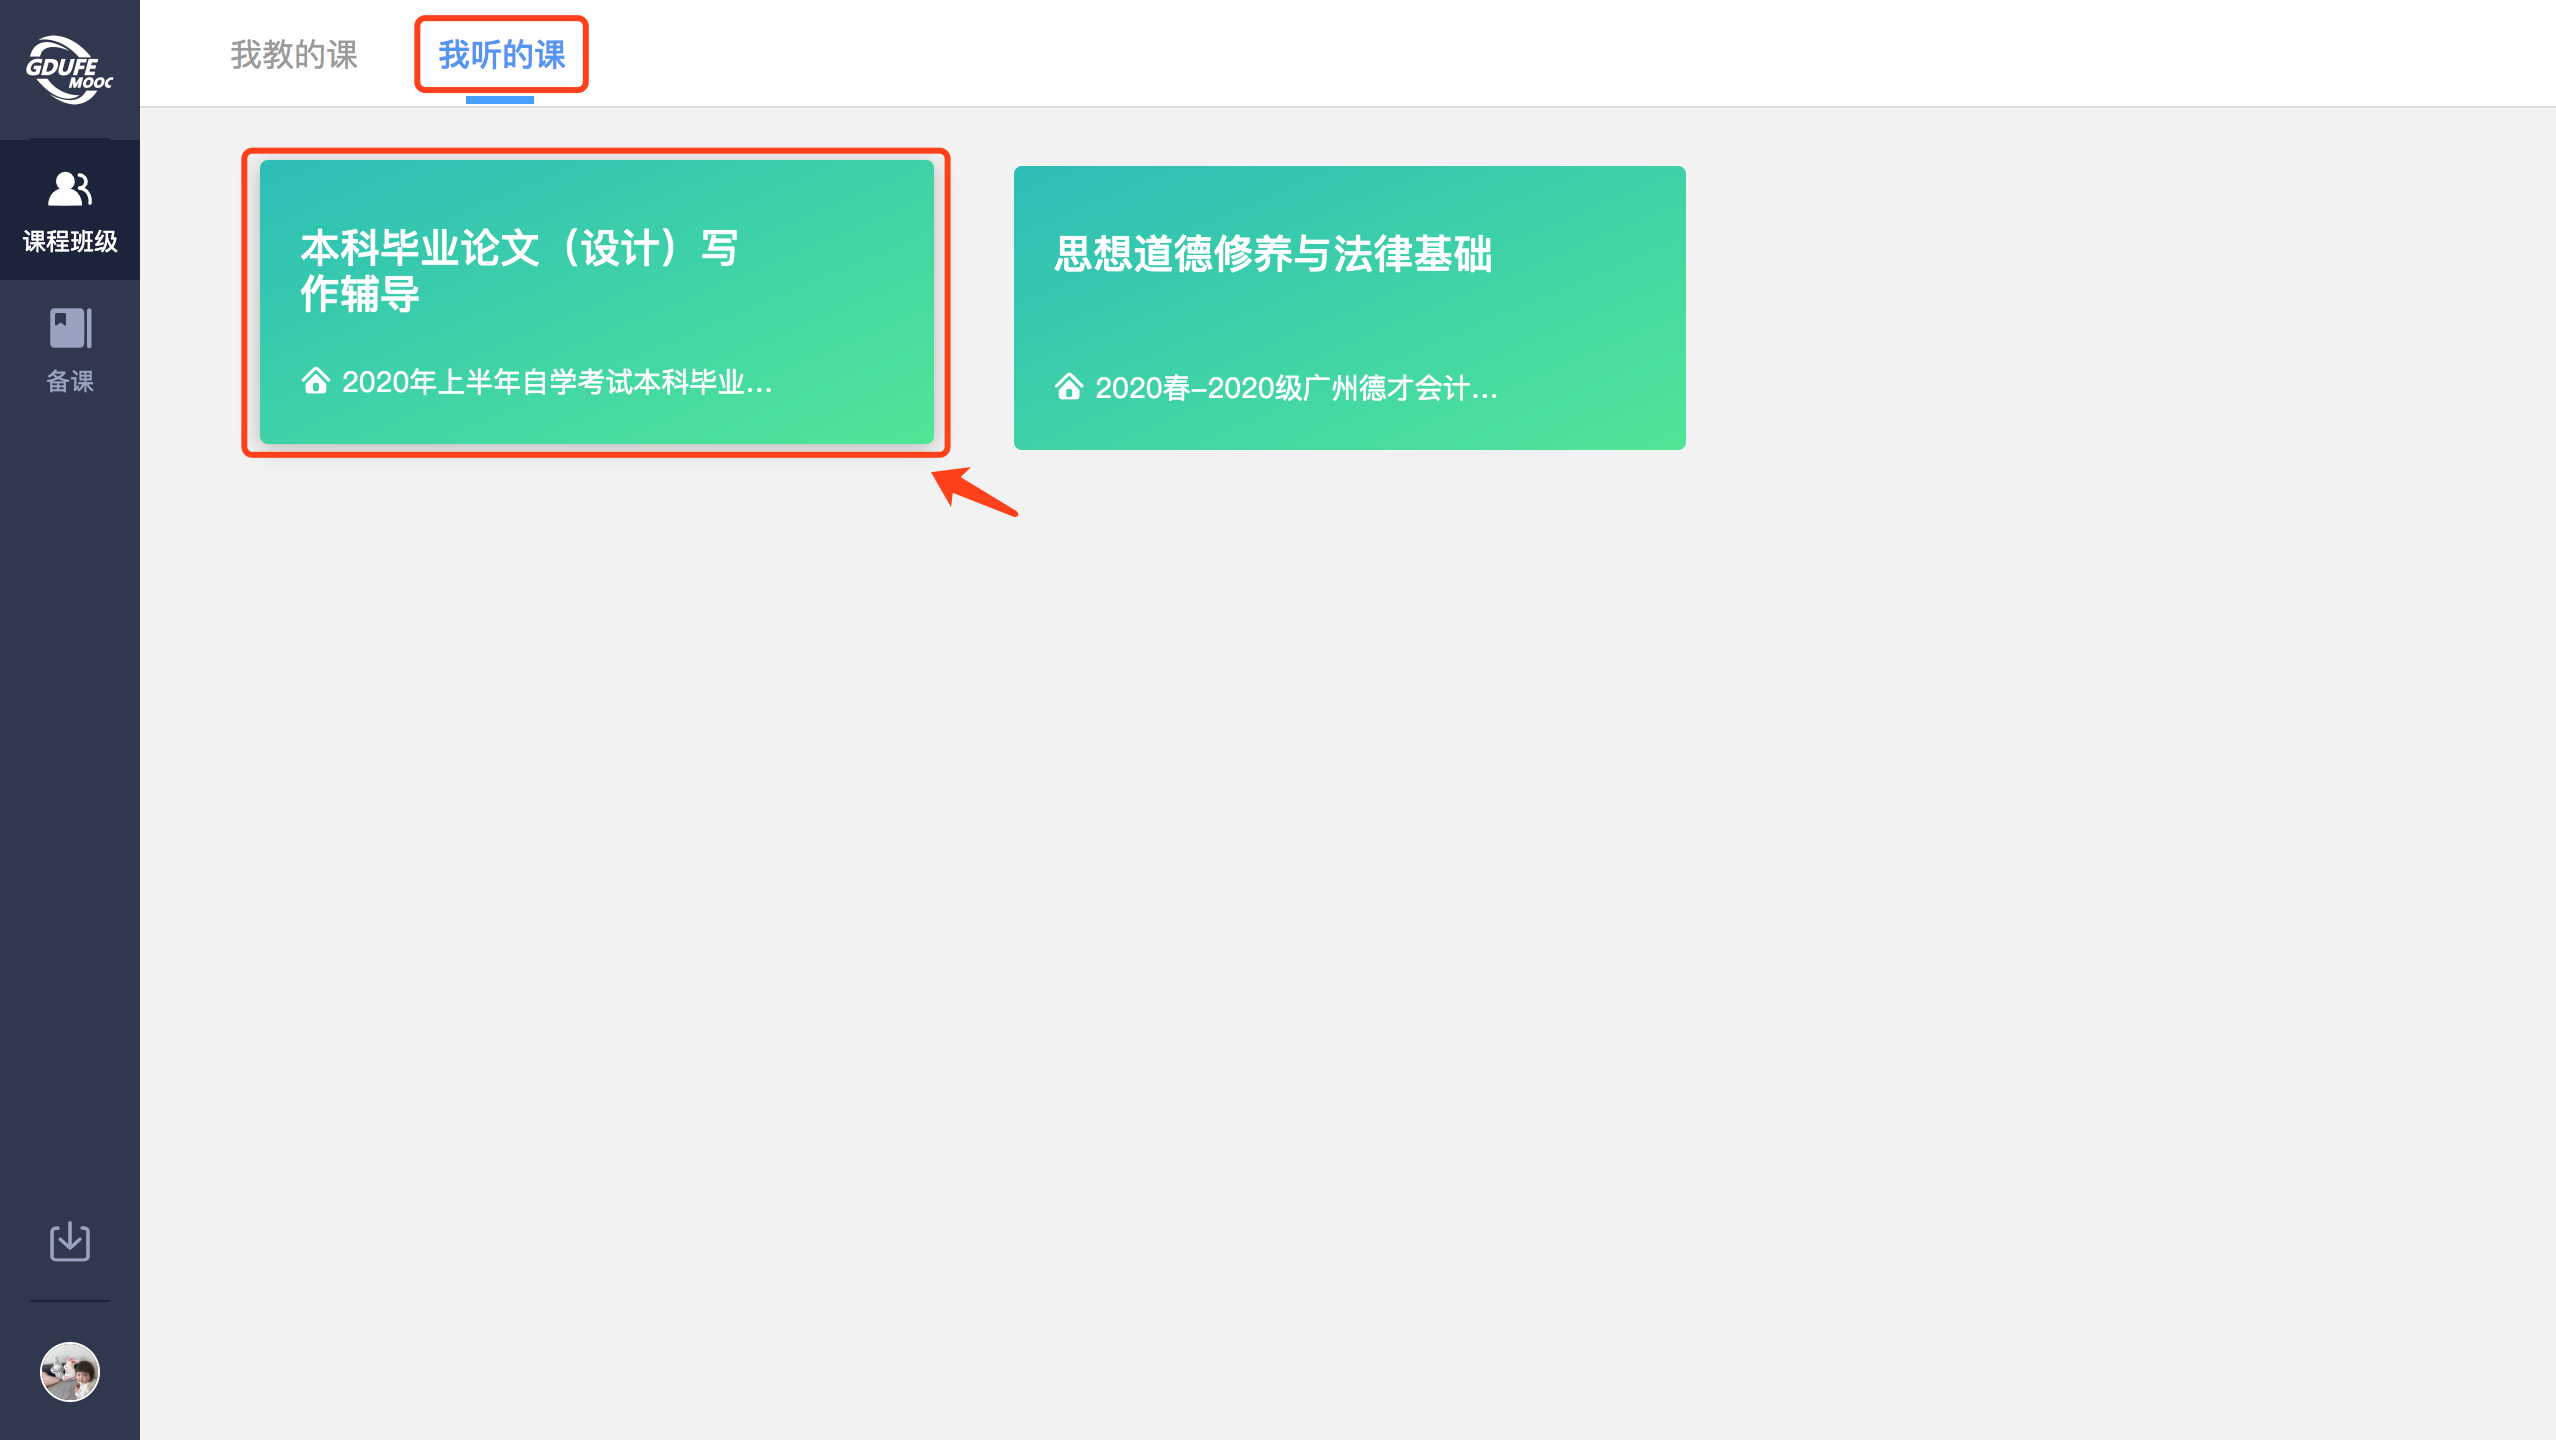 GDUFE
MOOC
课程班级
备课
我教的课
我听的课
本科毕业论文（设计）写
作辅导
2020年上半年自学考试本科毕业...
思想道德修养与法律基础
2020春-2020级广州德才会计...